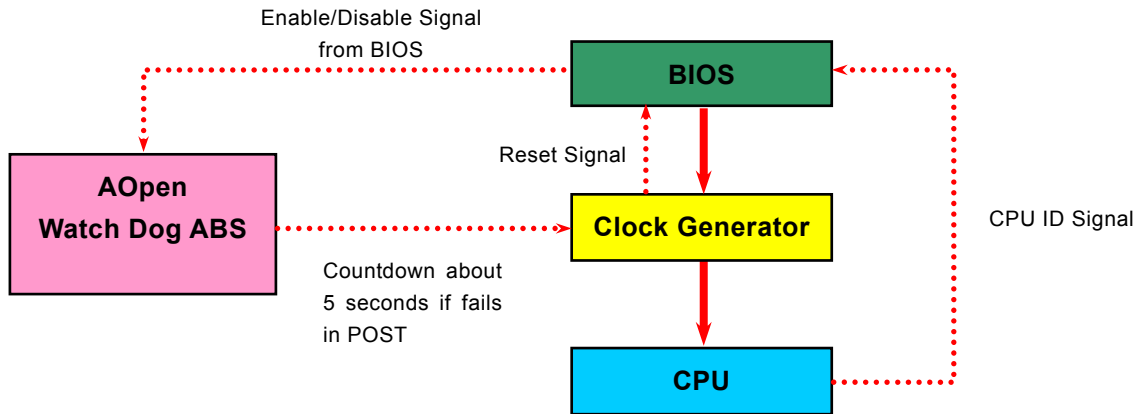 Enable/Disable Signal
from BIOS
BIOS
Reset Signal
AOpen
Watch Dog ABS
Clock Generator
CPU ID Signal
Countdown about
5 seconds if fails
in POST
CPU